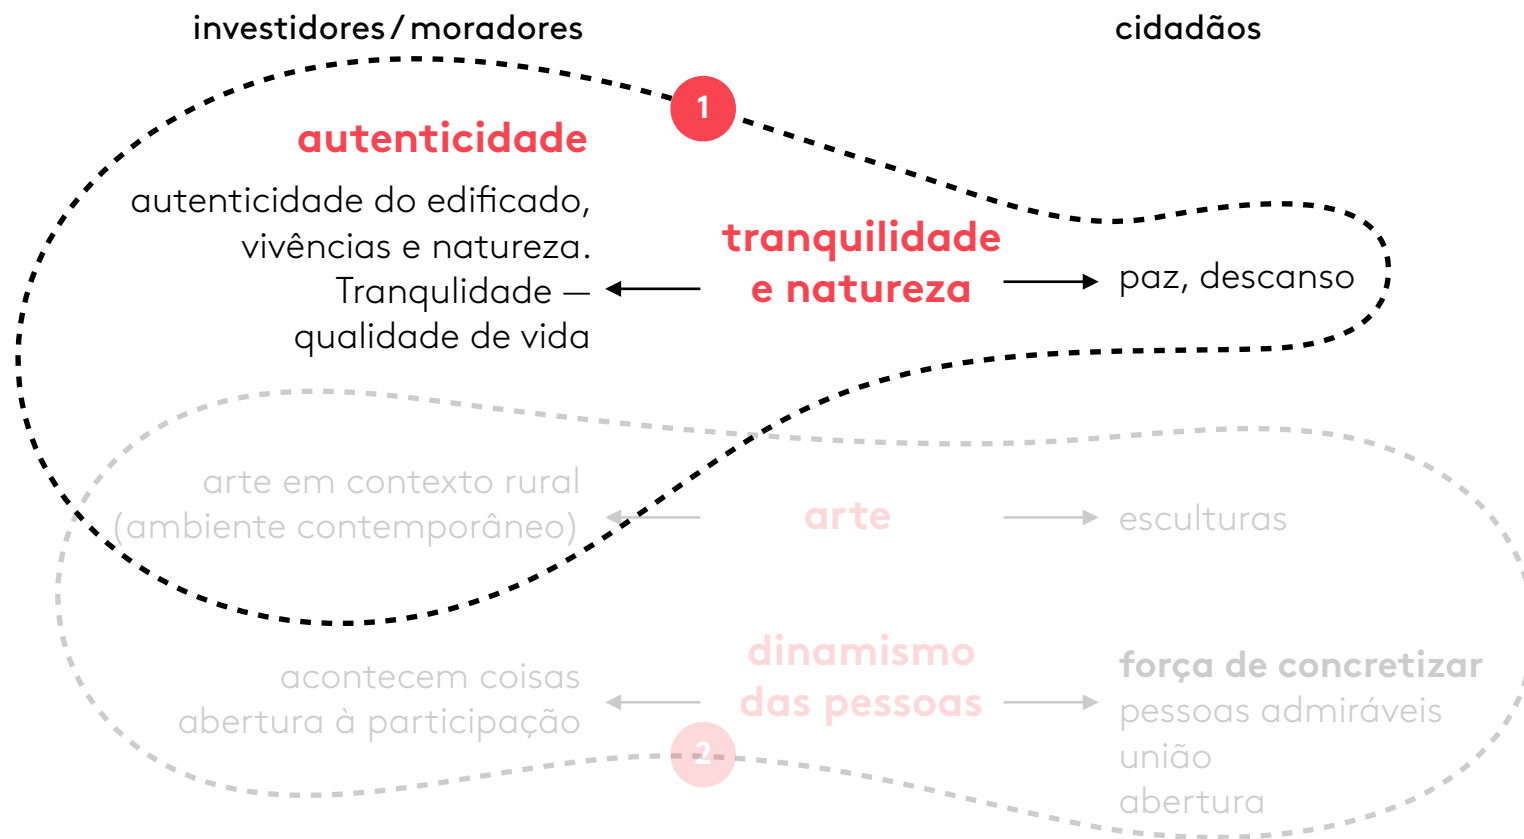 investidores / moradores
cidadãos
1
autenticidade
autenticidade do edificado,
vivências e natureza.
Tranqulidade —
qualidade de vida
tranquilidade
e natureza
paz, descanso
arte em contexto rural
(ambiente contemporâneo)
arte
esculturas
acontecem coisas
abertura à participação
dinamismo
das pessoas
2
força de concretizar
pessoas admiráveis
união
abertura